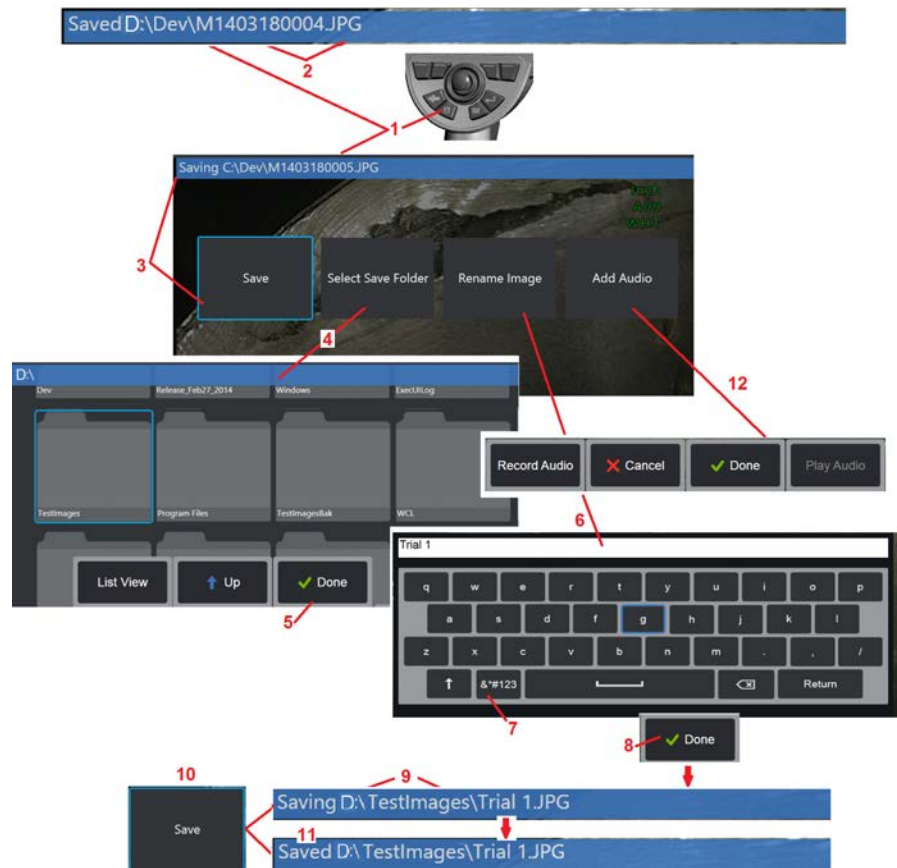 Saved D:\Dev\M1403180004.JPG
2
1
Saving C:\Dev\M1403180005.JPG
WHT
3
Save
Select Save Folder
Rename Image
Add Audio
4
12
D:\
Dev
Release_Feb27_2014
Windows
ExecUILog
TestImages
Program Files
TestImagesBak
WCL
Record Audio
Cancel
Done
Play Audio
6
List View
Up
Done
5
Trial 1
q w e r t y u i o p
a s d f g h j k l
z x c v b n m . , /
&*#123
Return
7
8
Done
10
9
Save
Saving D:\TestImages\Trial 1.JPG
11
Saved D:\TestImages\Trial 1.JPG